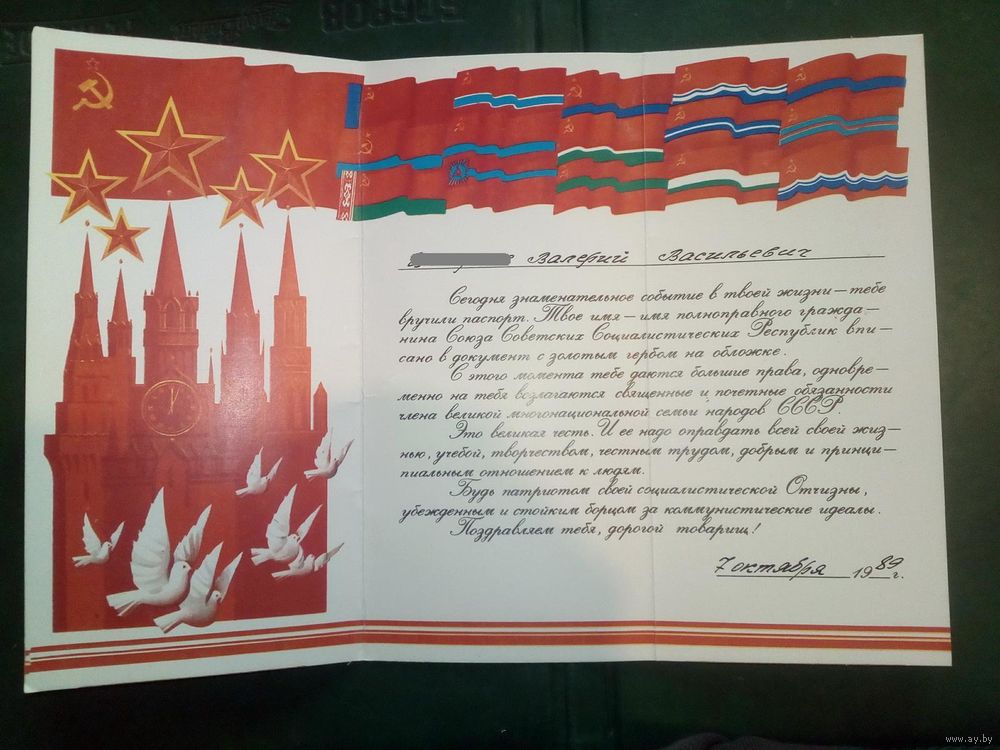 Валерий Васильевич
Сегодня знаменательное событие в твоей жизни — тебе
вручили паспорт. Твое имя — имя полноправного гражда-
нина Союза Советских Социалистических Республик впи-
сано в документ с золотым гербом на обложке.
С этого момента тебе даются большие права, одновре-
менно на тебя возлагаются священные и почетные обязанности
члена великой многонациональной семьи народов СССР.
Это великая честь. И ее надо оправдать всей своей жиз-
нью, учебой, творчеством, честным трудом, добрым и принци-
пиальным отношением к людям.
Будь патриотом своей социалистической Отчизны,
убежденным и стойким борцом за коммунистические идеалы.
Поздравляем тебя, дорогой товарищ!
7 октября 1989 г.
www.ay.by